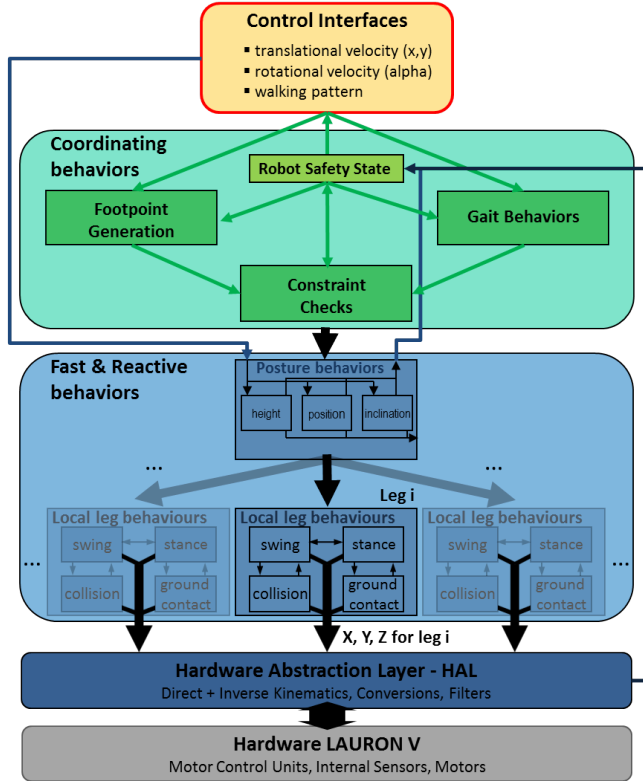 Control Interfaces
▪ translational velocity (x,y)
▪ rotational velocity (alpha)
▪ walking pattern
Coordinating
behaviors
Robot Safety State
Footpoint
Generation
Gait Behaviors
Constraint
Checks
Fast & Reactive
behaviors
Posture behaviors
height
position
inclination
...
...
Leg i
Local leg behaviours
swing
stance
collision
ground
contact
Local leg behaviours
swing
stance
collision
ground
contact
Local leg behaviours
swing
stance
collision
ground
contact
...
...
X, Y, Z for leg i
Hardware Abstraction Layer - HAL
Direct + Inverse Kinematics, Conversions, Filters
Hardware LAURON V
Motor Control Units, Internal Sensors, Motors